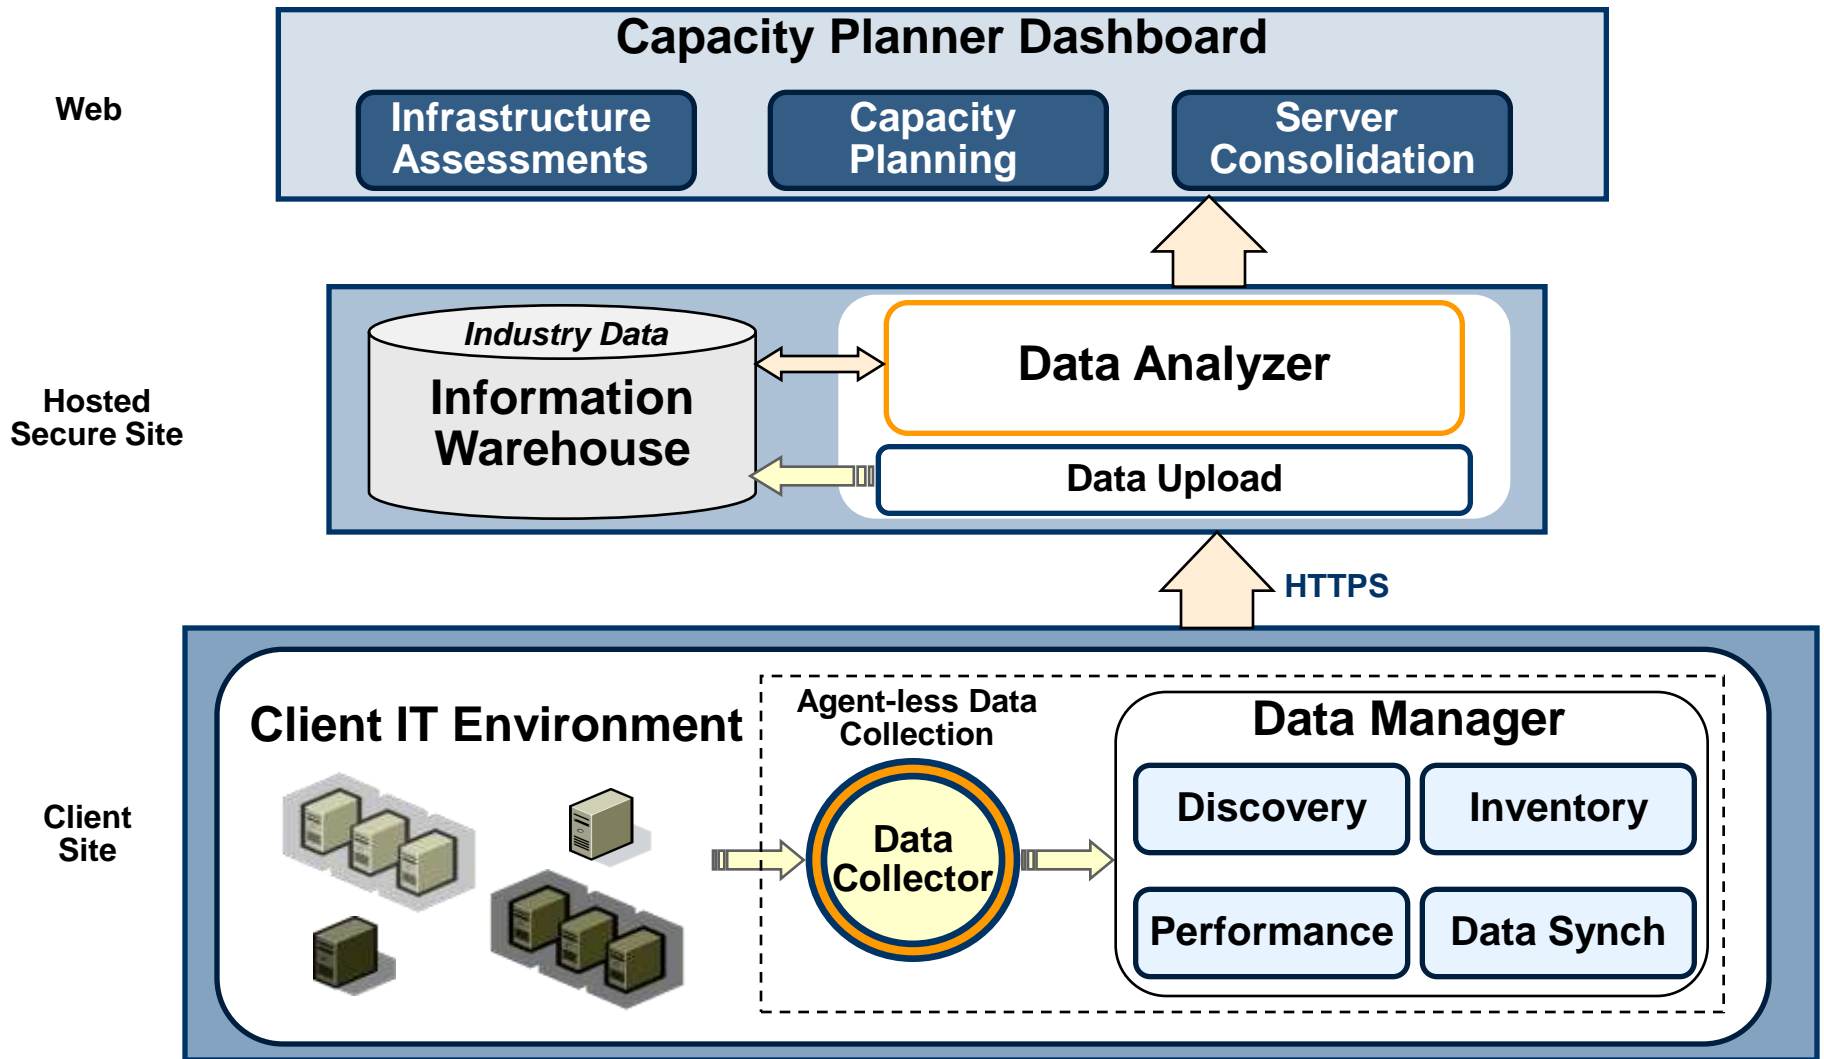 Capacity Planner Dashboard
Web
Infrastructure
Assessments
Capacity
Planning
Server
Consolidation
Hosted
Secure Site
Industry Data
Information
Warehouse
Data Analyzer
Data Upload
HTTPS
Client
Site
Client IT Environment
Agent-less Data
Collection
Data
Collector
Data Manager
Discovery
Inventory
Performance
Data Synch